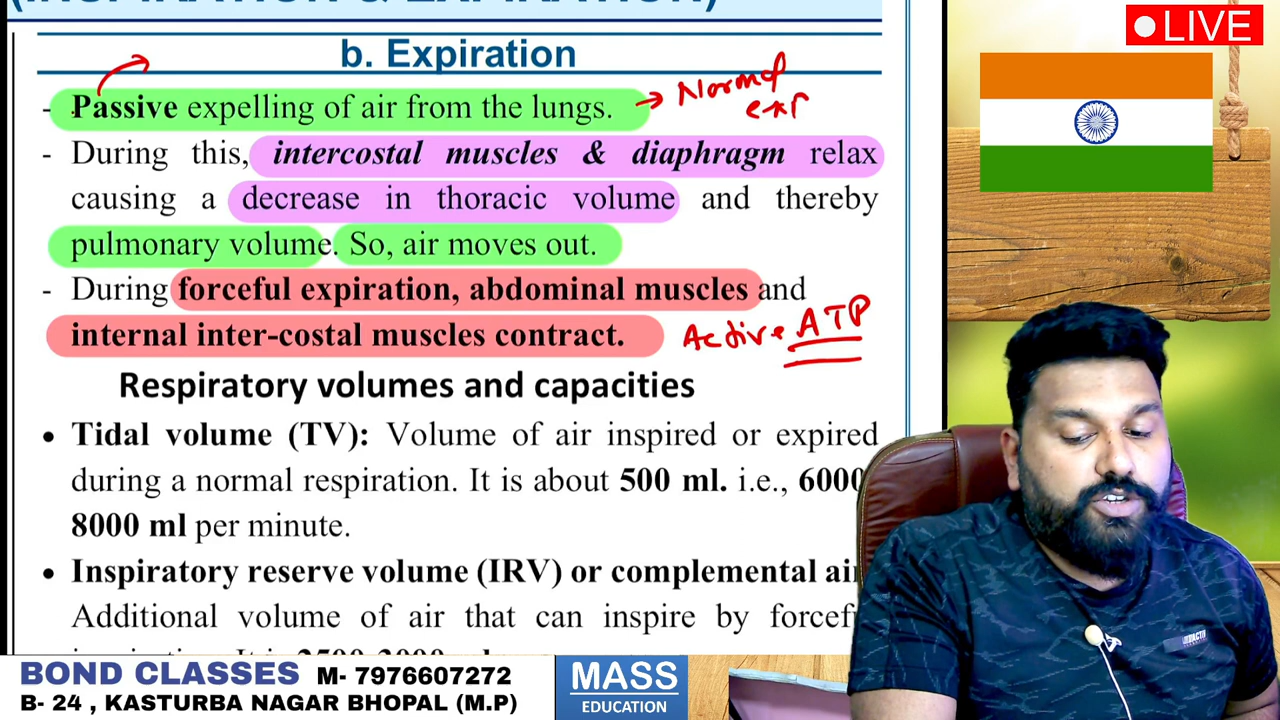 (INSPIRATION & EXPIRATION)
LIVE
b. Expiration
- Passive expelling of air from the lungs. → Normal
exp
- During this, intercostal muscles & diaphragm relax
causing a decrease in thoracic volume and thereby
pulmonary volume. So, air moves out.
- During forceful expiration, abdominal muscles and
internal inter-costal muscles contract. Active ATP
Respiratory volumes and capacities
• Tidal volume (TV): Volume of air inspired or expired
during a normal respiration. It is about 500 ml. i.e., 6000
8000 ml per minute.
• Inspiratory reserve volume (IRV) or complemental air
Additional volume of air that can inspire by
BOND CLASSES M- 7976607272
B- 24 , KASTURBA NAGAR BHOPAL (M.P)
MASS
EDUCATION